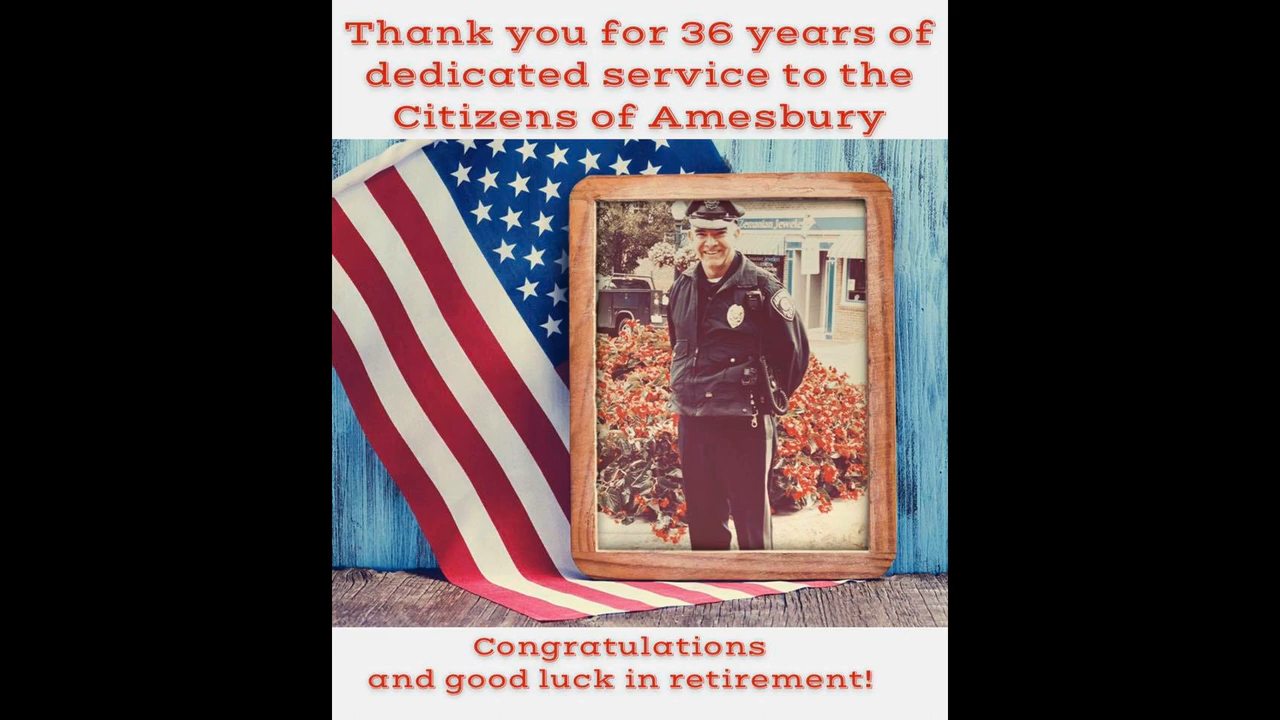 Thank you for 36 years of
dedicated service to the
Citizens of Amesbury
Congratulations
and good luck in retirement!